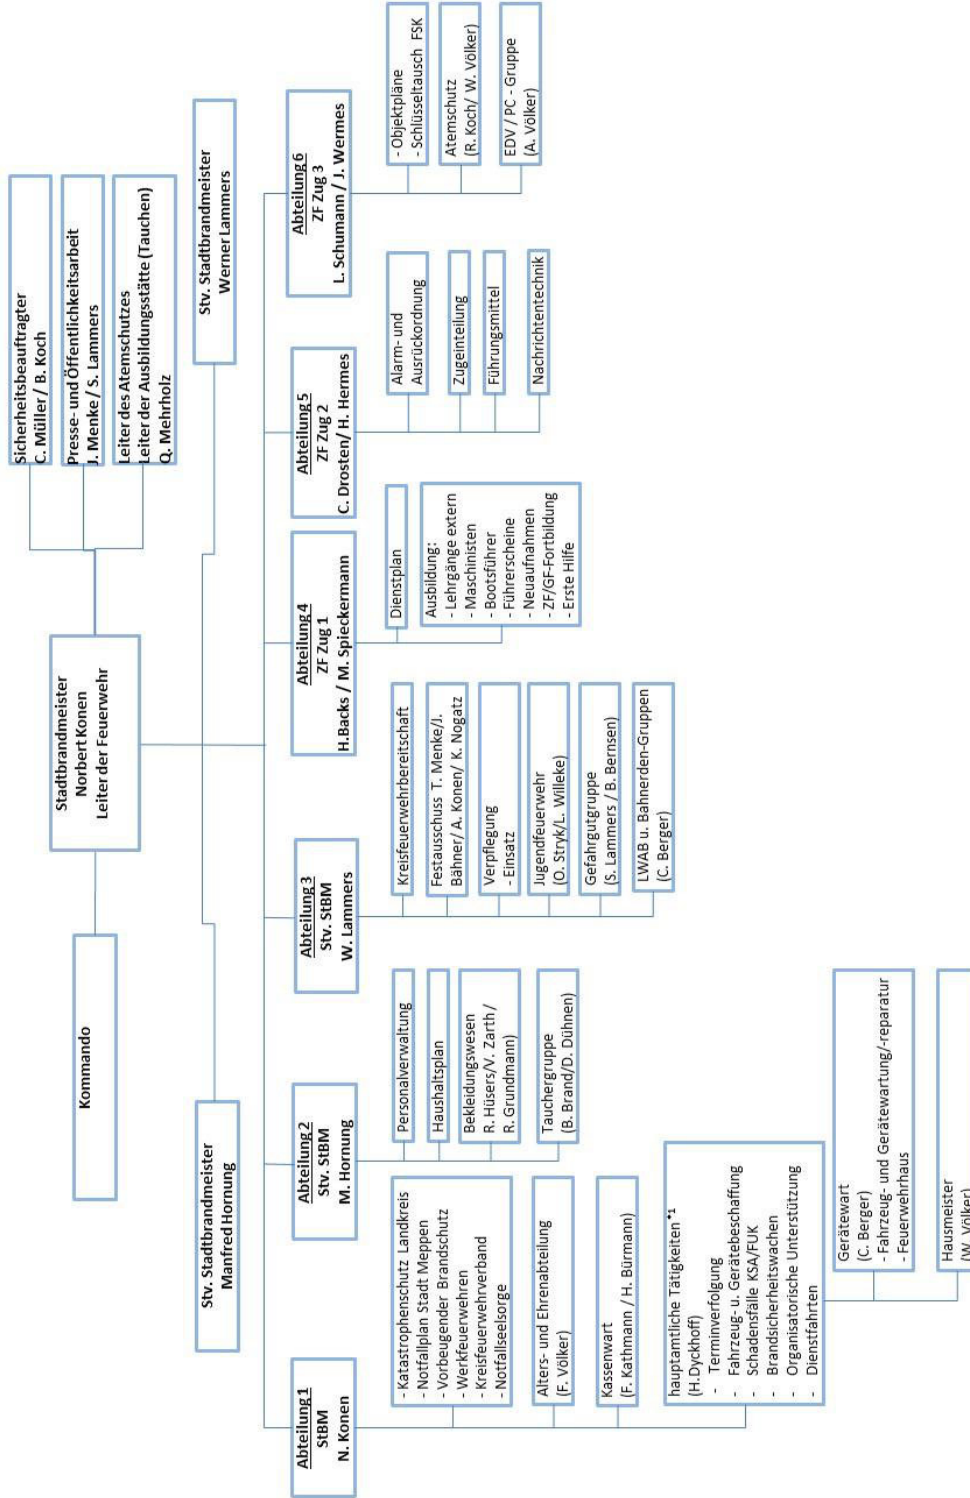 Kommando
Stadtbrandmeister
Norbert Konen
Leiter der Feuerwehr
Sicherheitsbeauftragter
C. Müller / B. Koch
Presse- und Öffentlichkeitsarbeit
J. Menke / S. Lammers
Leiter des Atemschutzes
Leiter der Ausbildungsstätte (Tauchen)
Q. Mehrholz
Stv. Stadtbrandmeister
Manfred Hornung
Stv. Stadtbrandmeister
Werner Lammers
Abteilung 1
StBM
N. Konen
- Katastrophenschutz Landkreis
- Notfallplan Stadt Meppen
- Vorbeugender Brandschutz
- Werkfeuerwehren
- Kreisfeuerwehrverband
- Notfallseelsorge
Alters- und Ehrenabteilung
(F. Völker)
Kassenwart
(F. Kathmann / H. Bürmann)
hauptamtliche Tätigkeiten *1
(H.Dyckhoff)
- Terminverfolgung
- Fahrzeug- u. Gerätebeschaffung
- Schadensfälle KSA/FUK
- Brandsicherheitswachen
- Organisatorische Unterstützung
- Dienstfahrten
Gerätewart
(C. Berger)
- Fahrzeug- und Gerätewartung/-reparatur
- Feuerwehrhaus
Hausmeister
(W. Völker)
Abteilung 2
Stv. StBM
M. Hornung
Personalverwaltung
Haushaltsplan
Bekleidungswesen
R. Hüsers/V. Zarth /
R. Grundmann)
Tauchergruppe
(B. Brand/D. Dühnen)
Abteilung 3
Stv. StBM
W. Lammers
Kreisfeuerwehrbereitschaft
Festausschuss T. Menke/J.
Bähner/ A. Konen/ K. Nogatz
Verpflegung
- Einsatz
Jugendfeuerwehr
(O. Stryk/L. Willeke)
Gefahrgutgruppe
(S. Lammers / B. Bernsen)
LWAB u. Bahnerden-Gruppen
(C. Berger)
Abteilung 4
ZF Zug 1
H.Backs / M. Spieckermann
Dienstplan
Ausbildung:
- Lehrgänge extern
- Maschinisten
- Bootsführer
- Führerscheine
- Neuaufnahmen
- ZF/GF-Fortbildung
- Erste Hilfe
Abteilung 5
ZF Zug 2
C. Drosten/ H. Hermes
Alarm- und
Ausrückordnung
Zugeinteilung
Führungsmittel
Nachrichtentechnik
Abteilung 6
ZF Zug 3
L. Schumann / J. Wermes
- Objektpläne
- Schlüsseltausch FSK
Atemschutz
(R. Koch/ W. Völker)
EDV / PC - Gruppe
(A. Völker)